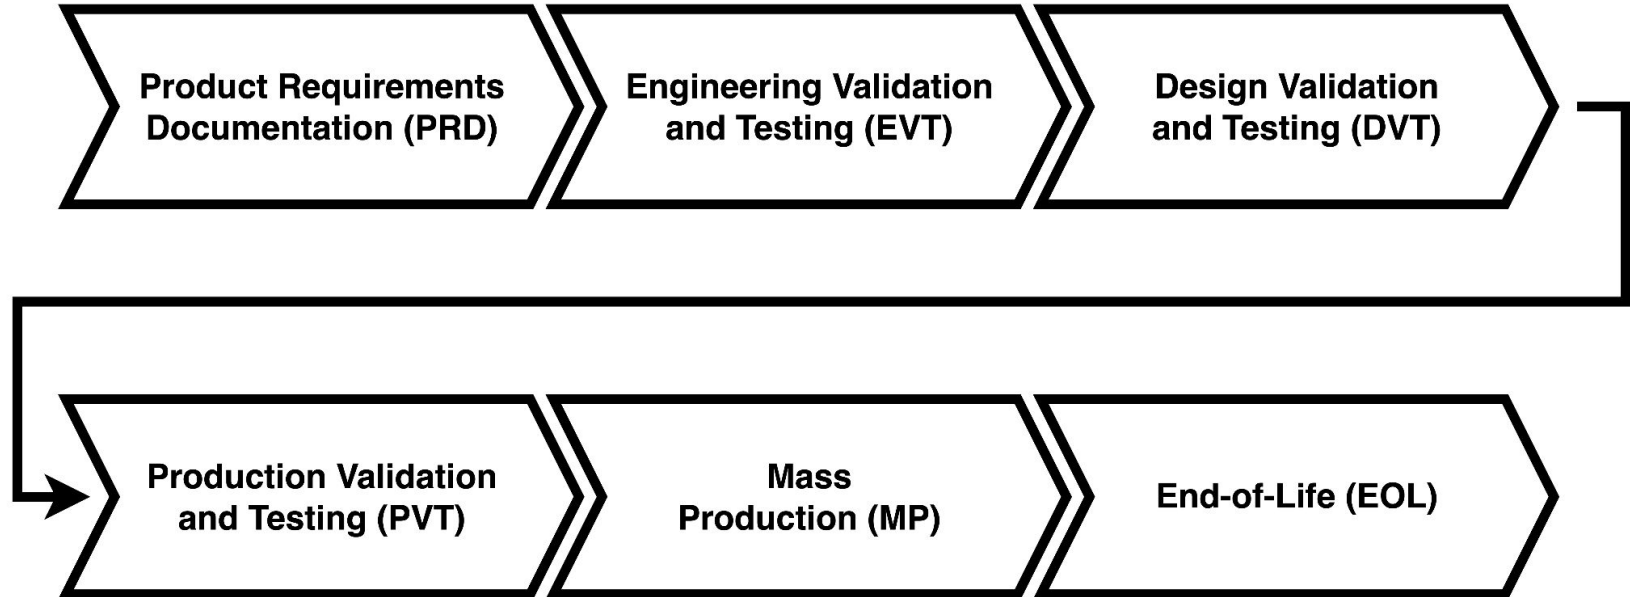 Product Requirements
Documentation (PRD)
Engineering Validation
and Testing (EVT)
Design Validation
and Testing (DVT)
Production Validation
and Testing (PVT)
Mass
Production (MP)
End-of-Life (EOL)